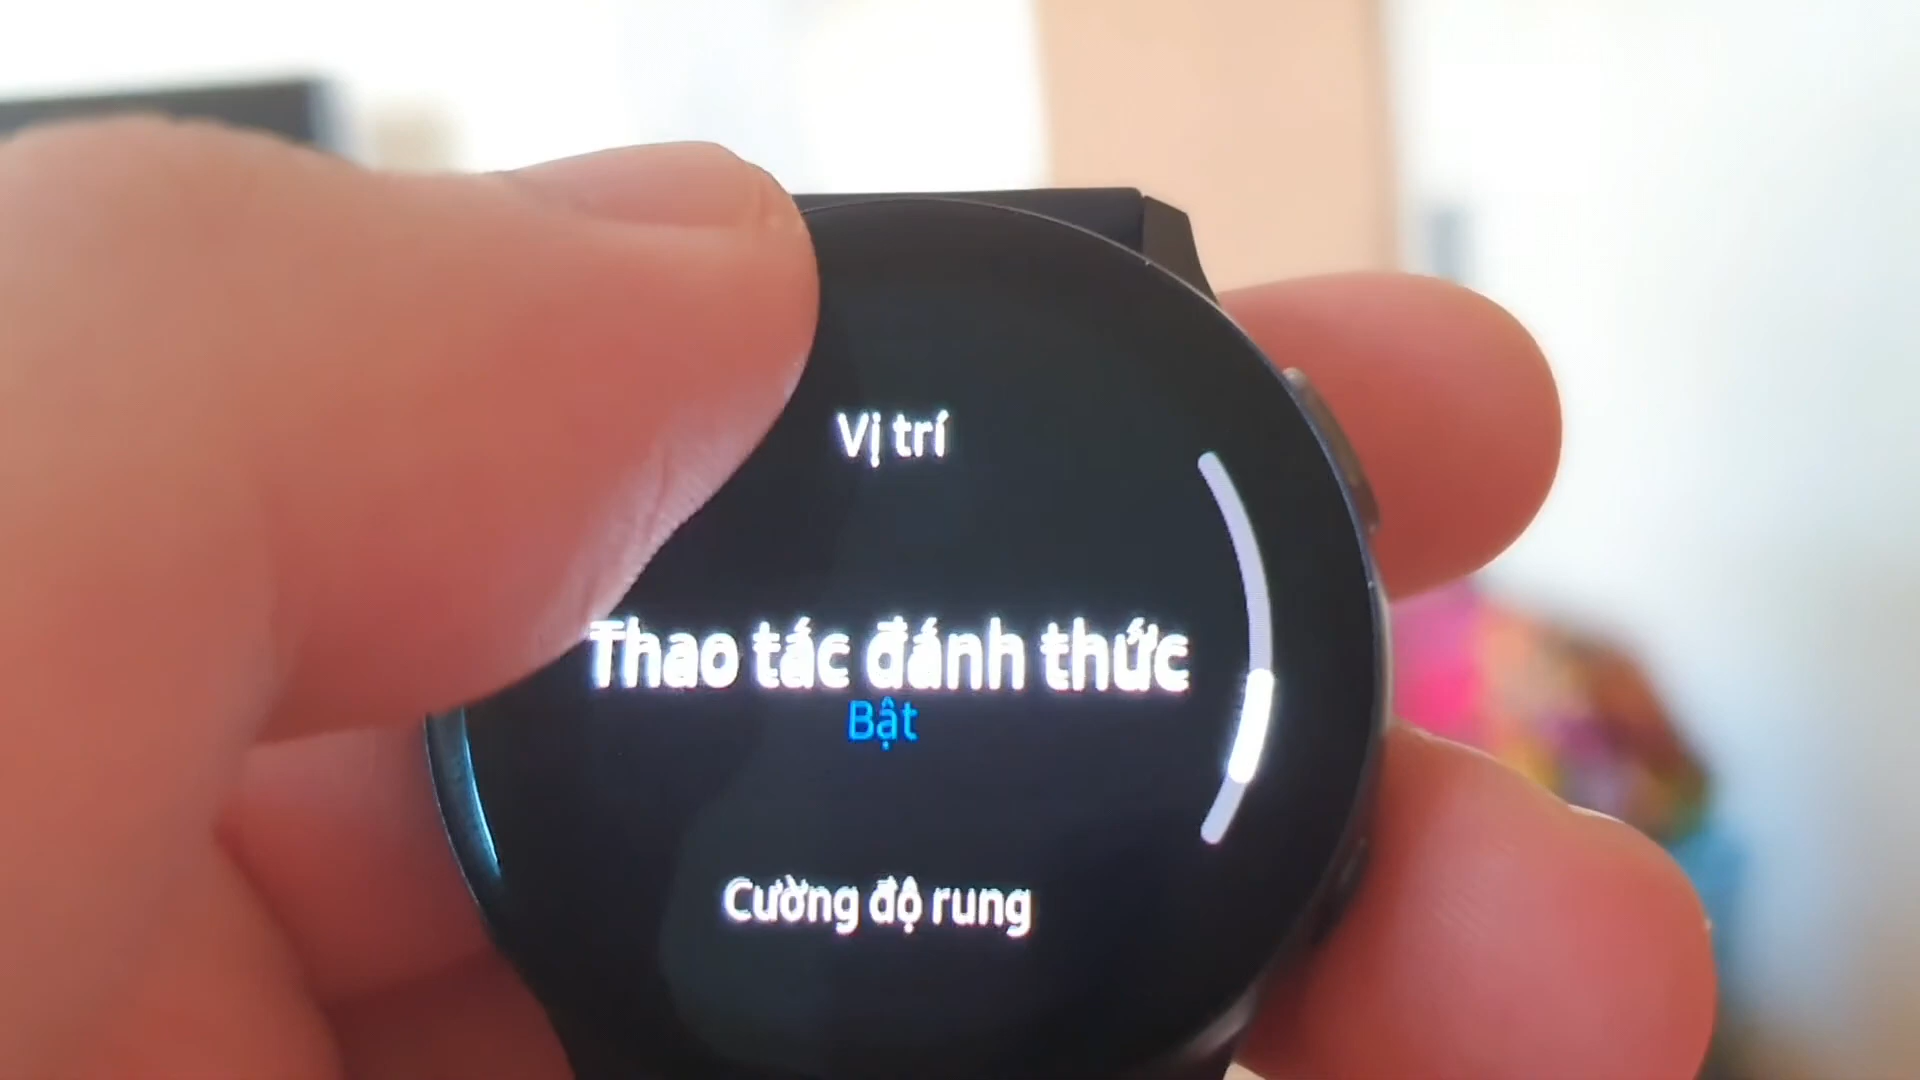 Vị trí
Thao tác đánh thức
Bật
Cường độ rung